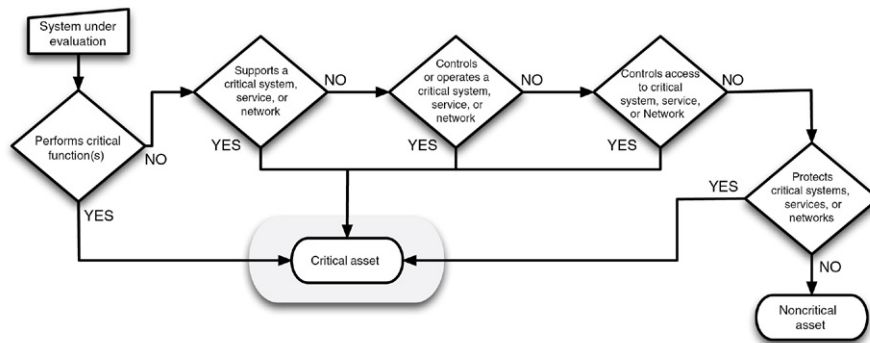 System under
evaluation
Performs critical
function(s)
NO
YES
Supports a
critical system,
service, or
network
NO
YES
Controls
or operates a
critical system,
service, or
network
NO
YES
Controls access
to critical
system, service,
or Network
NO
YES
Protects
critical systems,
services, or
networks
YES
NO
Critical asset
Noncritical
asset